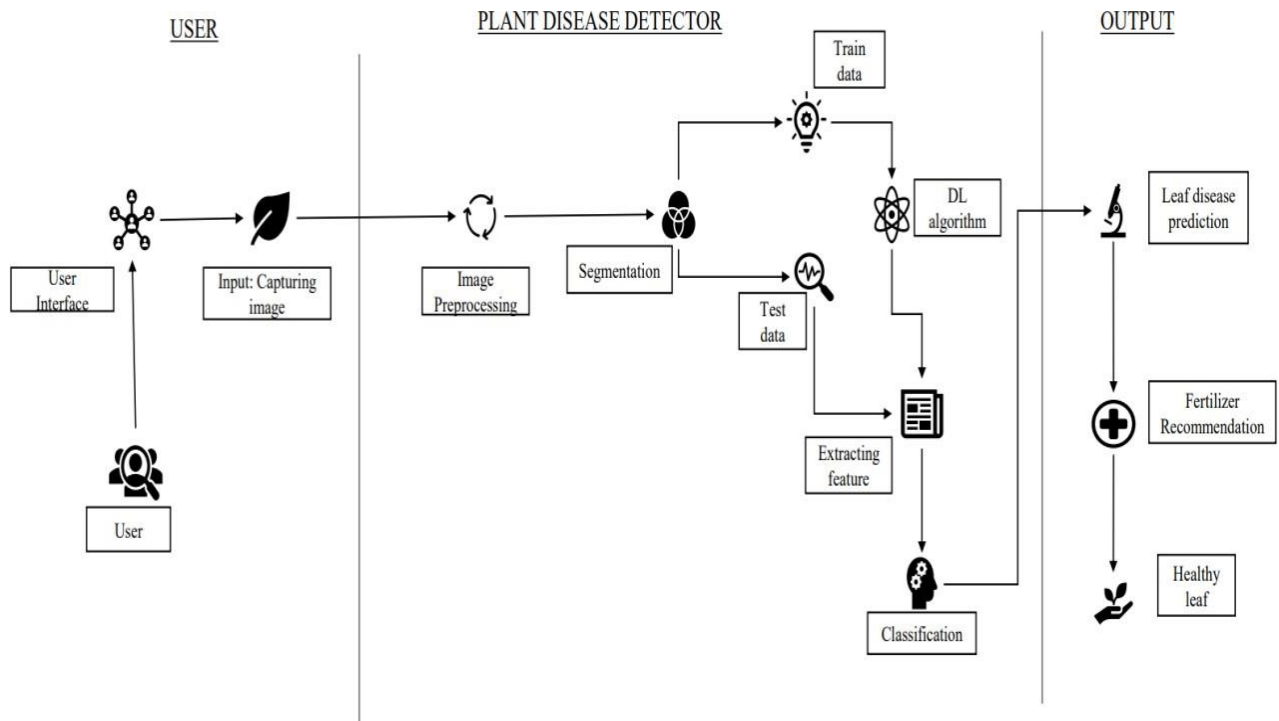 USER
PLANT DISEASE DETECTOR
OUTPUT
Train
data
User
Interface
Input: Capturing
image
Image
Preprocessing
Segmentation
Test
data
DL
algorithm
Leaf disease
prediction
Extracting
feature
Fertilizer
Recommendation
User
Classification
Healthy
leaf